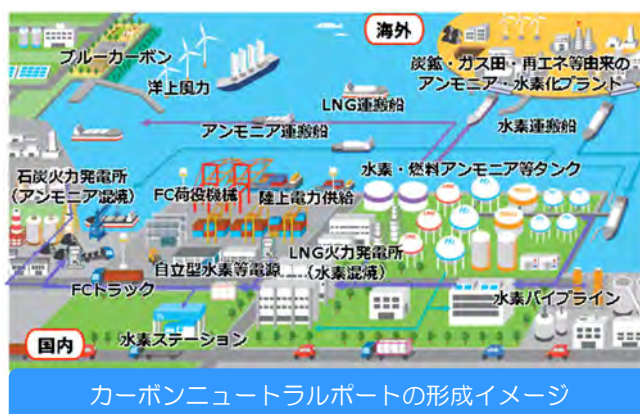 海外
ブルーカーボン
洋上風力
炭鉱・ガス田・再エネ等由来の
アンモニア・水素化プラント
LNG運搬船
アンモニア運搬船
水素運搬船
石炭火力発電所
(アンモニア混焼)
FC荷役機械
陸上電力供給
水素・燃料アンモニア等タンク
自立型水素等電源
LNG火力発電所
(水素混焼)
FCトラック
水素パイプライン
国内
水素ステーション
カーボンニュートラルポートの形成イメージ